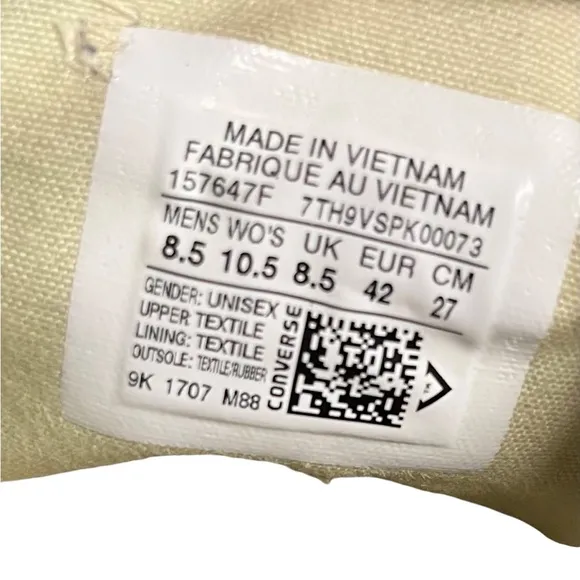 MADE IN VIETNAM
FABRIQUE AU VIETNAM
157647F 7TH9VSPK00073
MENS WO'S UK EUR CM
8.5 10.5 8.5 42 27
GENDER: UNISEX
UPPER: TEXTILE
LINING: TEXTILE
OUTSOLE: TEXTILE/RUBBER
9K 1707 M88
CONVERSE